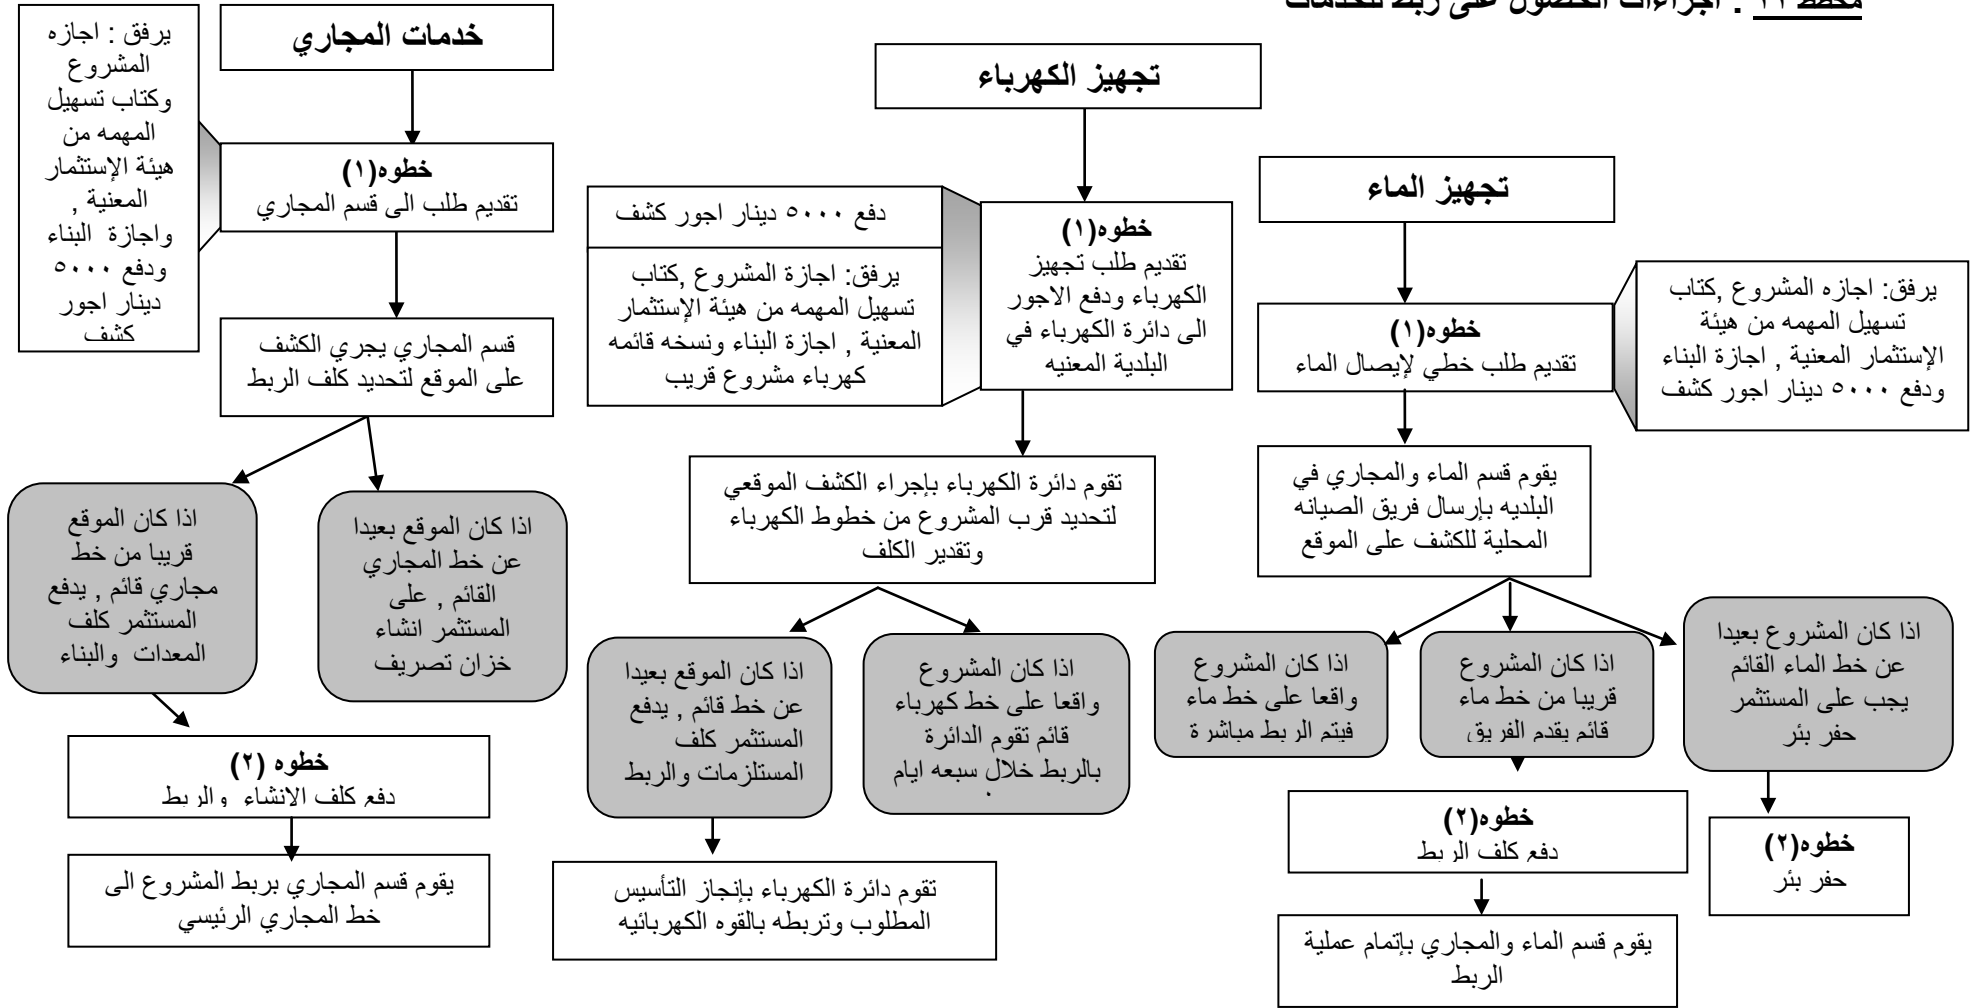 مخطط ١١ : اجراءات الحصول على ربط للخدمات
تجهيز الماء
خطوه(١)
تقديم طلب خطي لإيصال الماء
يرفق: اجازه المشروع ,كتاب
تسهيل المهمه من هيئة
الإستثمار المعنية , اجازة البناء
ودفع ٥٠٠٠ دينار اجور كشف
يقوم قسم الماء والمجاري في
البلديه بإرسال فريق الصيانه
المحلية للكشف على الموقع
اذا كان المشروع بعيدا
عن خط الماء القائم
يجب على المستثمر
حفر بئر
اذا كان المشروع
قريبا من خط ماء
قائم يقدم الفريق
اذا كان المشروع
واقعا على خط ماء
فيتم الربط مباشرة
خطوه(٢)
حفر بئر
خطوه(٢)
دفع كلف الربط
يقوم قسم الماء والمجاري بإتمام عملية
الربط
تجهيز الكهرباء
خطوه(١)
تقديم طلب تجهيز
الكهرباء ودفع الاجور
الى دائرة الكهرباء في
البلدية المعنيه
دفع ٥٠٠٠ دينار اجور كشف
يرفق: اجازة المشروع ,كتاب
تسهيل المهمه من هيئة الإستثمار
المعنية , اجازة البناء ونسخه قائمه
كهرباء مشروع قريب
تقوم دائرة الكهرباء بإجراء الكشف الموقعي
لتحديد قرب المشروع من خطوط الكهرباء
وتقدير الكلف
اذا كان المشروع
واقعا على خط كهرباء
قائم تقوم الدائرة
بالربط خلال سبعه ايام
اذا كان الموقع بعيدا
عن خط قائم , يدفع
المستثمر كلف
المستلزمات والربط
تقوم دائرة الكهرباء بإنجاز التأسيس
المطلوب وتربطه بالقوه الكهربائيه
خدمات المجاري
خطوه(١)
تقديم طلب الى قسم المجاري
يرفق : اجازه
المشروع
وكتاب تسهيل
المهمه من
هيئة الإستثمار
المعنية ,
واجازة البناء
ودفع ٥٠٠٠
دينار اجور
كشف
قسم المجاري يجري الكشف
على الموقع لتحديد كلف الربط
اذا كان الموقع بعيدا
عن خط المجاري
القائم , على
المستثمر انشاء
خزان تصريف
اذا كان الموقع
قريبا من خط
مجاري قائم , يدفع
المستثمر كلف
المعدات والبناء
خطوه (٢)
دفع كلف الانشاء والربط
يقوم قسم المجاري بربط المشروع الى
خط المجاري الرئيسي